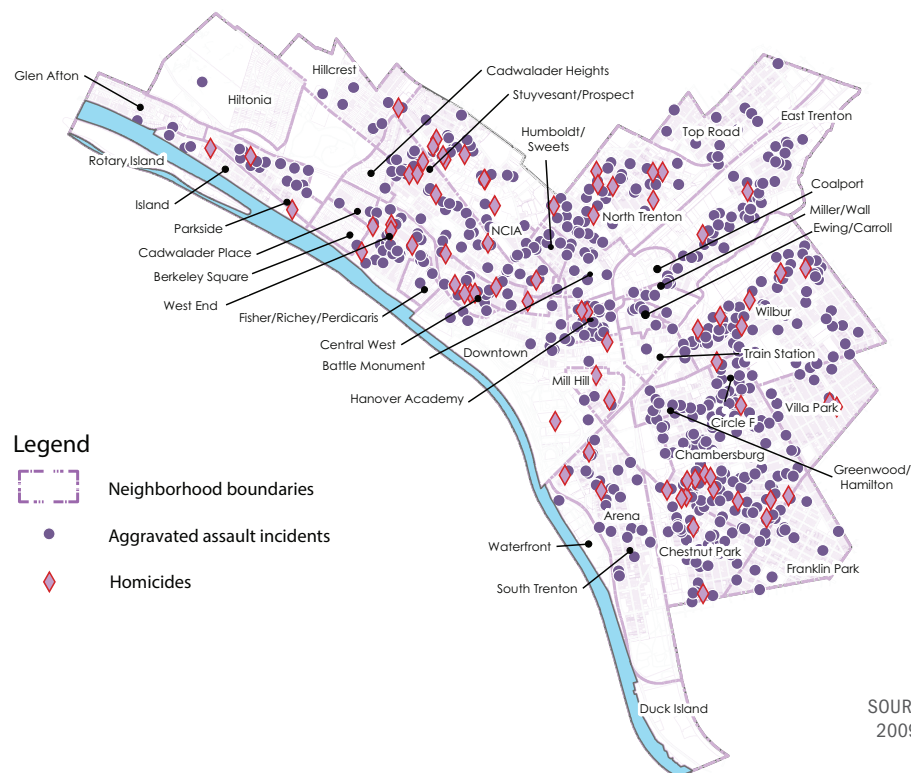 Glen Afton
Hiltonia
Hillcrest
Cadwalader Heights
Stuyvesant/Prospect
Humboldt/
Sweets
Top Road
East Trenton
Rotary Island
Coalport
Island
North Trenton
Miller/Wall
Parkside
NCIA
Ewing/Carroll
Cadwalader Place
Berkeley Square
West End
Fisher/Richey/Perdicaris
Wilbur
Central West
Downtown
Train Station
Battle Monument
Mill Hill
Hanover Academy
Villa Park
Circle F
Legend
Chambersburg
Greenwood/
Hamilton
Neighborhood boundaries
Arena
Aggravated assault incidents
Waterfront
Chestnut Park
Franklin Park
Homicides
South Trenton
Duck Island
SOUR
2009